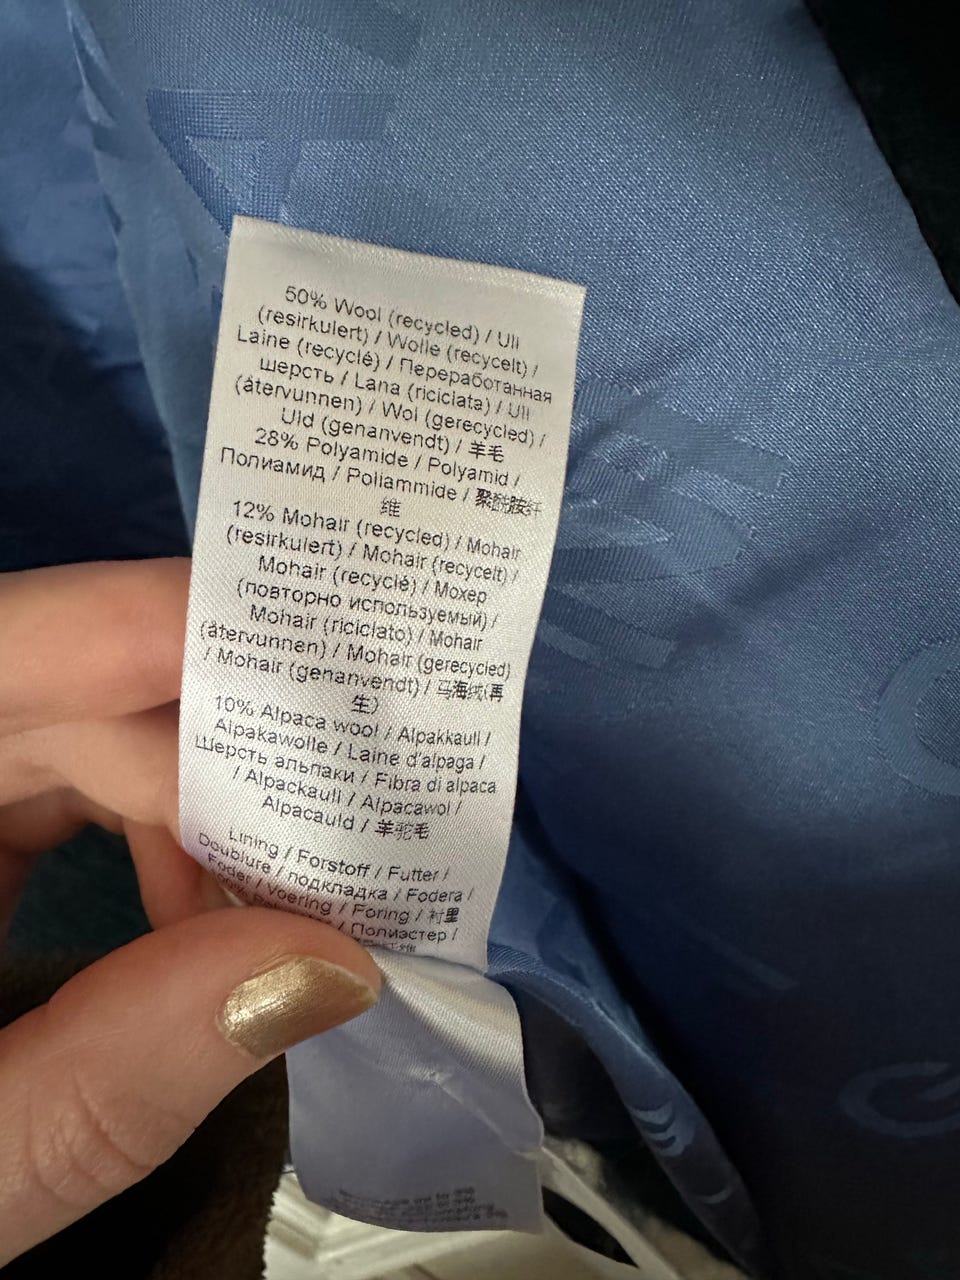 50% Wool (recycled) / Ull
(resirkulert) / Wolle (recycelt) /
Laine (recyclé) / Переработанная
шерсть / Lana (riciclata) / Ull
(återvunnen) / Wol (gerecycled) /
Uld (genanvendt) / 羊毛
28% Polyamide / Polyamid /
Полиамид / Poliammide / 聚酰胺纤
维
12% Mohair (recycled) / Mohair
(resirkulert) / Mohair (recycelt) /
Mohair (recyclé) / Мохер
(повторно используемый) /
Mohair (riciclato) / Mohair
(återvunnen) / Mohair (gerecycled)
/ Mohair (genanvendt) / 马海绒(再
生)
10% Alpaca wool / Alpakkaull /
Alpakawolle / Laine d'alpaga /
Шерсть альпаки / Fibra di alpaca
/ Alpackaull / Alpacawol /
Alpacauld / 羊驼毛
Lining / Forstoff / Futter /
Doublure / подкладка / Fodera /
Foder / Voering / Foring / 衬里
100% / Полиэстер /